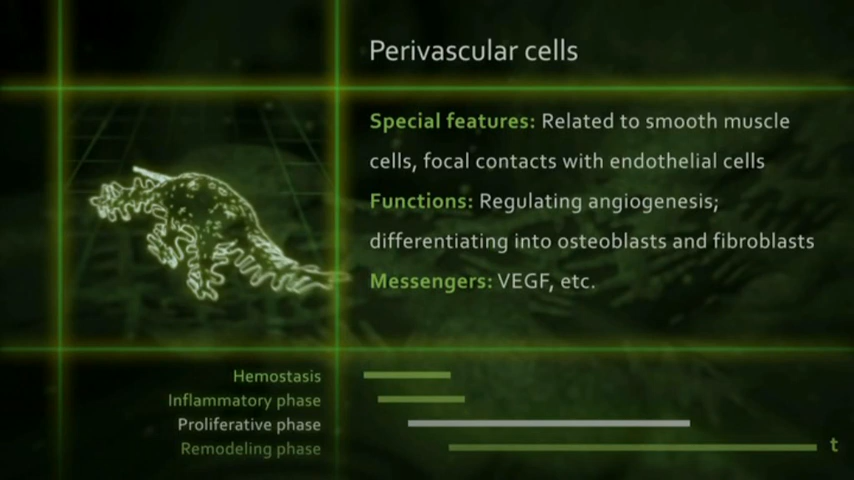 Perivascular cells
Special features: Related to smooth muscle
cells, focal contacts with endothelial cells
Functions: Regulating angiogenesis;
differentiating into osteoblasts and fibroblasts
Messengers: VEGF, etc.
Hemostasis
Inflammatory phase
Proliferative phase
Remodeling phase
t